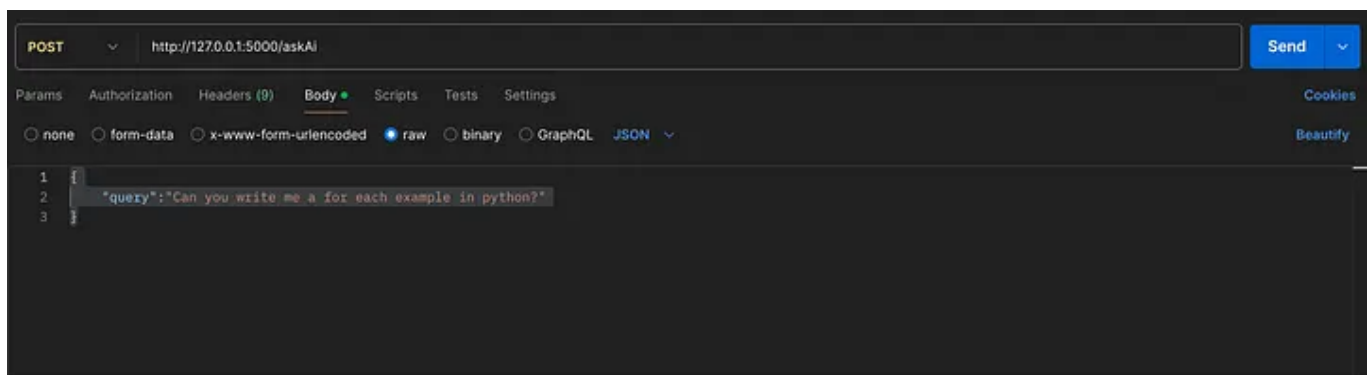 POST http://127.0.0.1:5000/askAi Send
Params Authorization Headers (9) Body Scripts Tests Settings Cookies
none form-data x-www-form-urlencoded raw binary GraphQL JSON Beautify
1 {
2 "query":"Can you write me a for each example in python?"
3 }